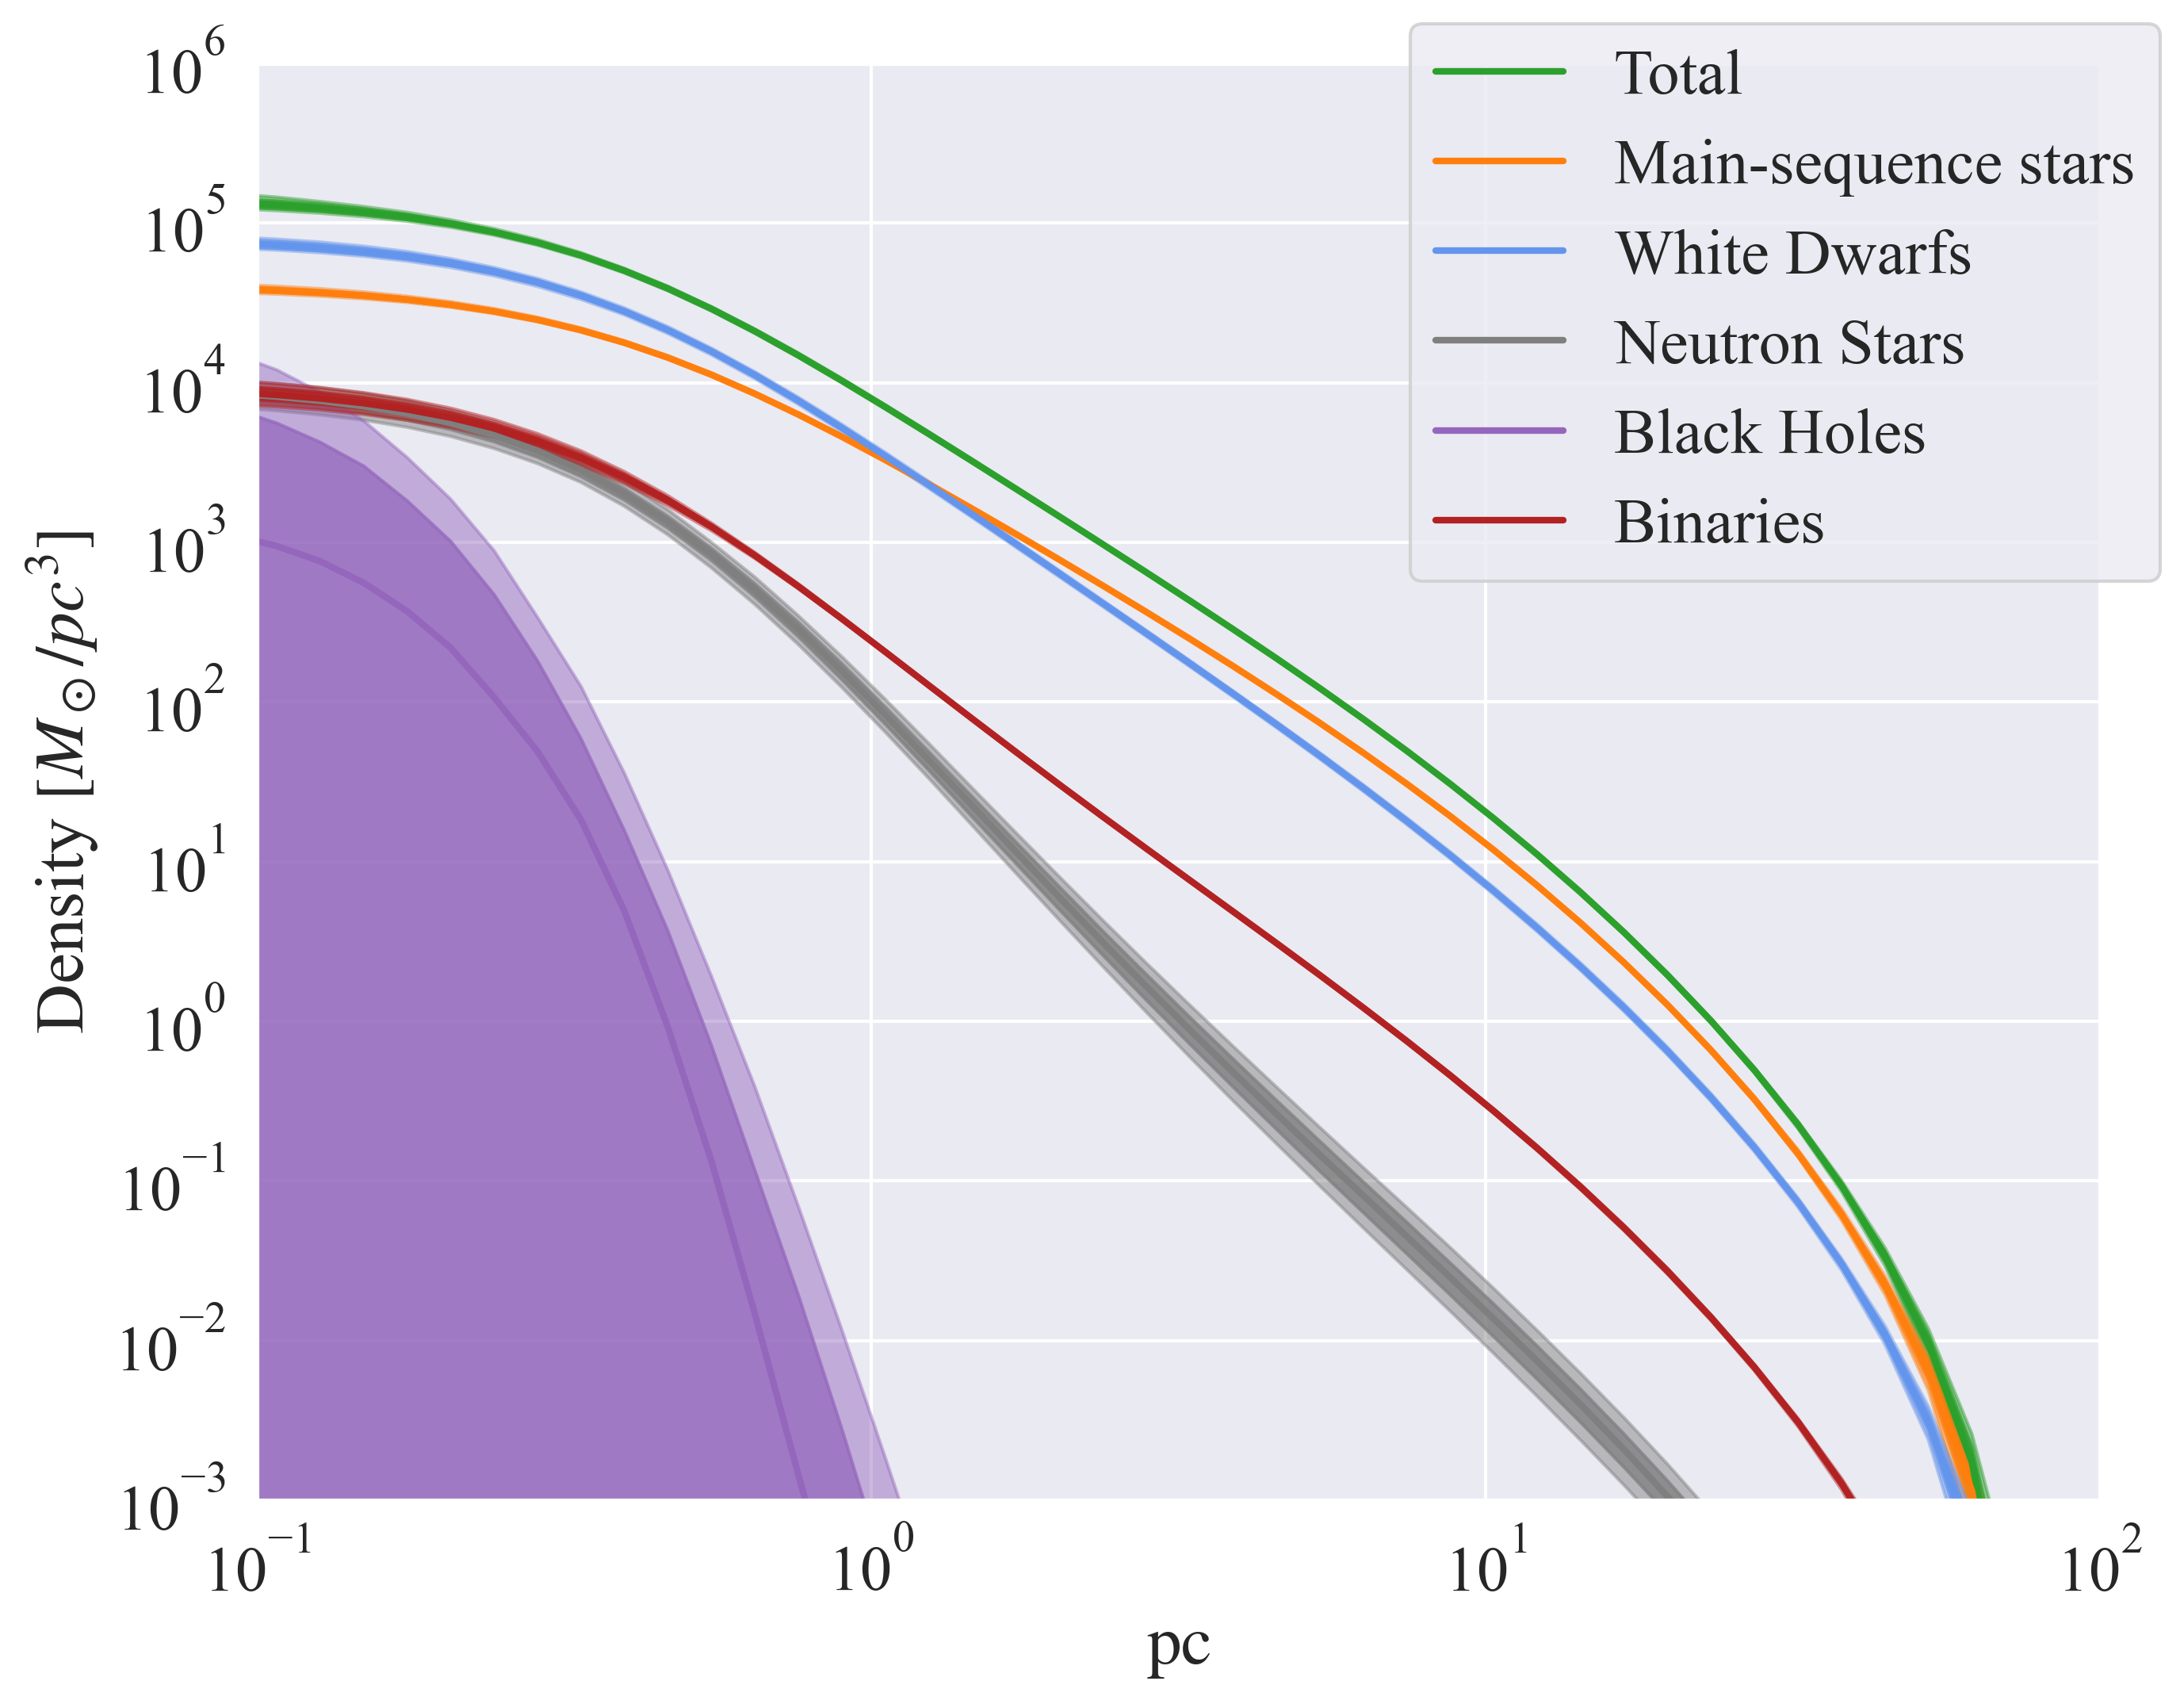 10^6
10^5
10^4
10^3
10^2
10^1
10^0
10^−1
10^−2
10^−3
Density [M⊙/pc^3]
10^−1
10^0
10^1
10^2
pc
Total
Main-sequence stars
White Dwarfs
Neutron Stars
Black Holes
Binaries